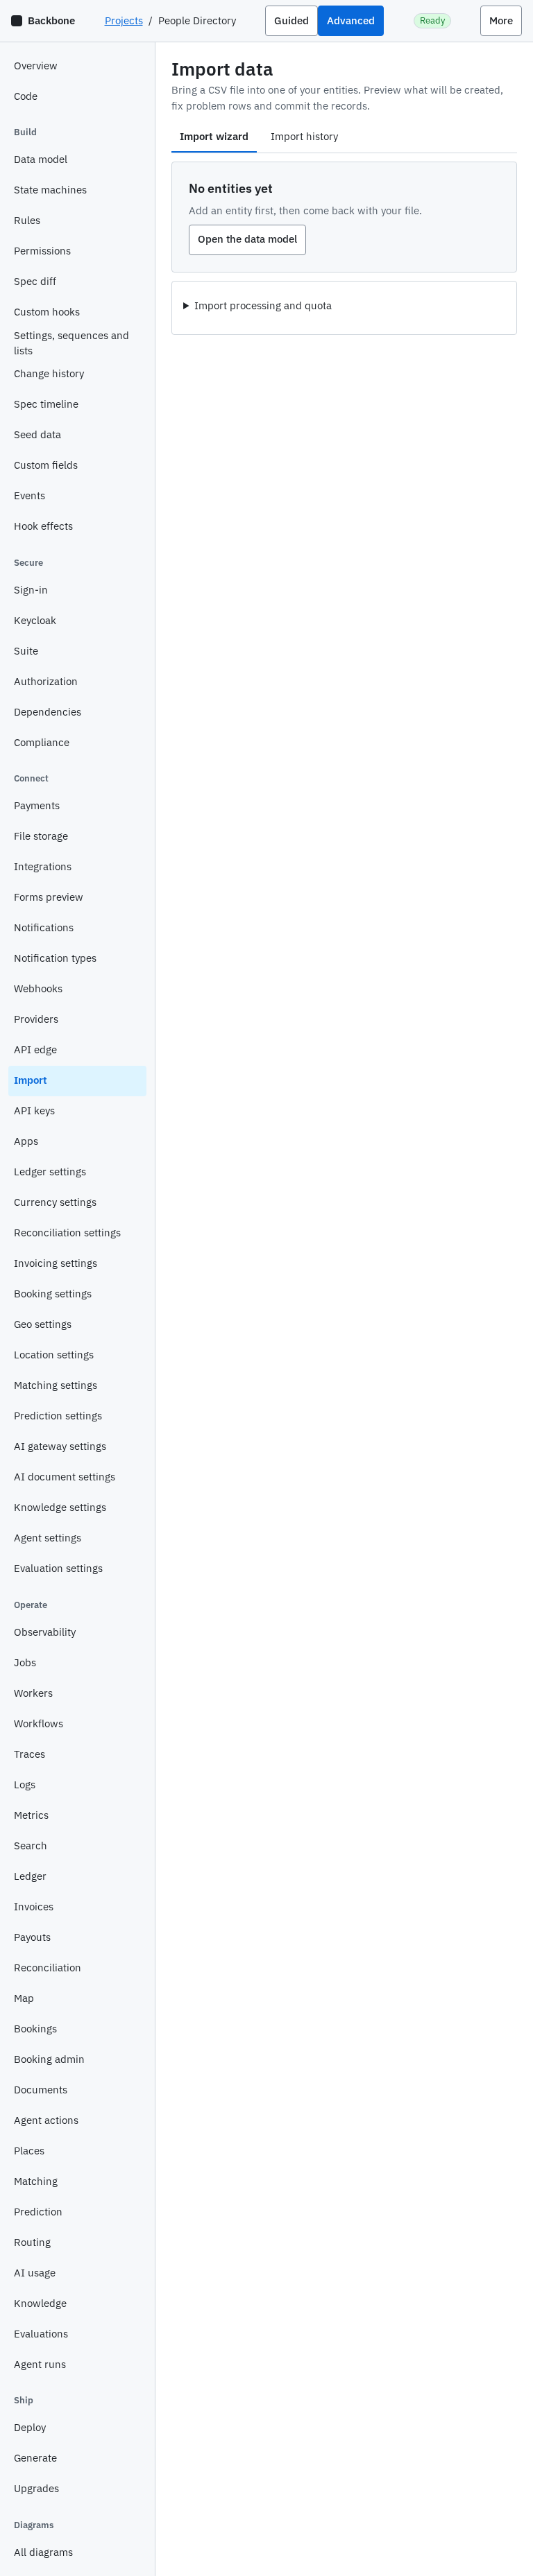 Backbone
Projects / People Directory
Guided
Advanced
Ready
More
Overview
Code
Build
Data model
State machines
Rules
Permissions
Spec diff
Custom hooks
Settings, sequences and
lists
Change history
Spec timeline
Seed data
Custom fields
Events
Hook effects
Secure
Sign-in
Keycloak
Suite
Authorization
Dependencies
Compliance
Connect
Payments
File storage
Integrations
Forms preview
Notifications
Notification types
Webhooks
Providers
API edge
Import
API keys
Apps
Ledger settings
Currency settings
Reconciliation settings
Invoicing settings
Booking settings
Geo settings
Location settings
Matching settings
Prediction settings
AI gateway settings
AI document settings
Knowledge settings
Agent settings
Evaluation settings
Operate
Observability
Jobs
Workers
Workflows
Traces
Logs
Metrics
Search
Ledger
Invoices
Payouts
Reconciliation
Map
Bookings
Booking admin
Documents
Agent actions
Places
Matching
Prediction
Routing
AI usage
Knowledge
Evaluations
Agent runs
Ship
Deploy
Generate
Upgrades
Diagrams
All diagrams
Import data
Bring a CSV file into one of your entities. Preview what will be created,
fix problem rows and commit the records.
Import wizard
Import history
No entities yet
Add an entity first, then come back with your file.
Open the data model
Import processing and quota